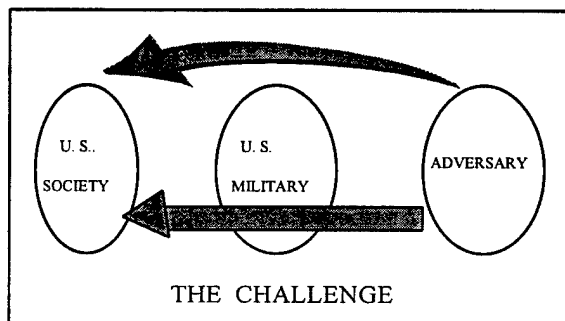 U. S..
SOCIETY
U. S.
MILITARY
ADVERSARY
THE CHALLENGE